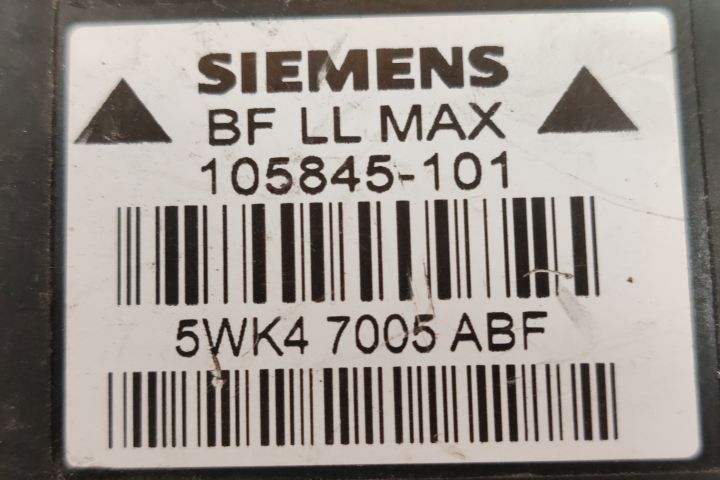 SIEMENS
BF LL MAX
105845-101
5WK4 7005 ABF